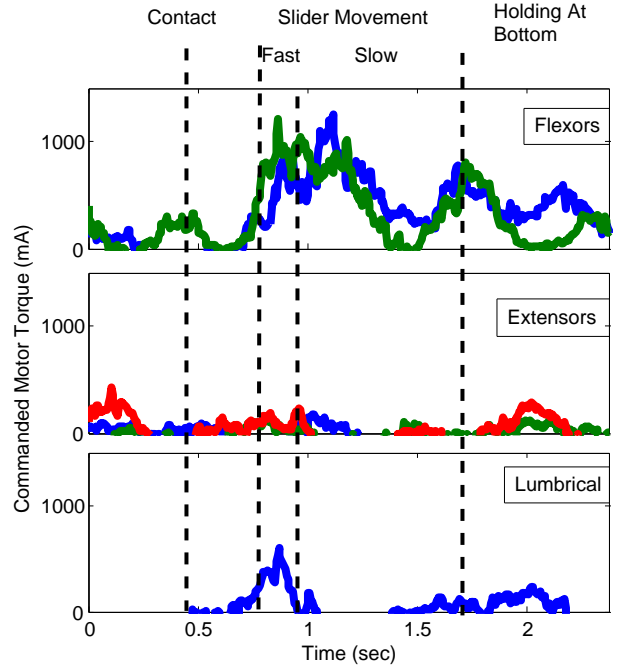 Contact
Slider Movement
Holding At
Bottom
Fast
Slow
Commanded Motor Torque (mA)
1000
0
Flexors
1000
0
Extensors
1000
0
Lumbrical
0
0.5
1
1.5
2
Time (sec)